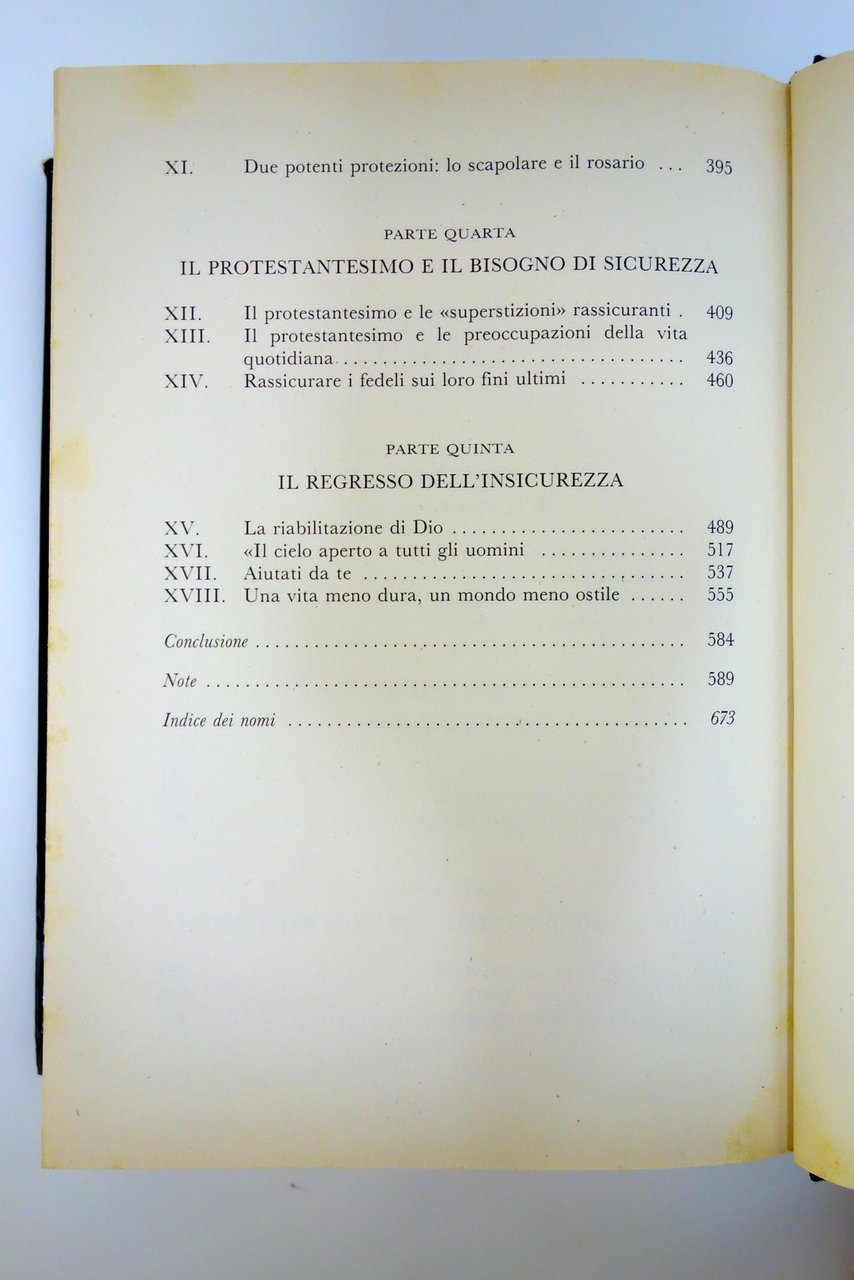 XI. Due potenti protezioni: lo scapolare e il rosario ... 395
PARTE QUARTA
IL PROTESTANTESIMO E IL BISOGNO DI SICUREZZA
XII. Il protestantesimo e le «superstizioni» rassicuranti . 409
XIII. Il protestantesimo e le preoccupazioni della vita
quotidiana ................................... 436
XIV. Rassicurare i fedeli sui loro fini ultimi ........... 460
PARTE QUINTA
IL REGRESSO DELL'INSICUREZZA
XV. La riabilitazione di Dio ........................ 489
XVI. «Il cielo aperto a tutti gli uomini ............... 517
XVII. Aiutati da te ................................. 537
XVIII. Una vita meno dura, un mondo meno ostile ...... 555
Conclusione ............................................ 584
Note ................................................. 589
Indice dei nomi ......................................... 673